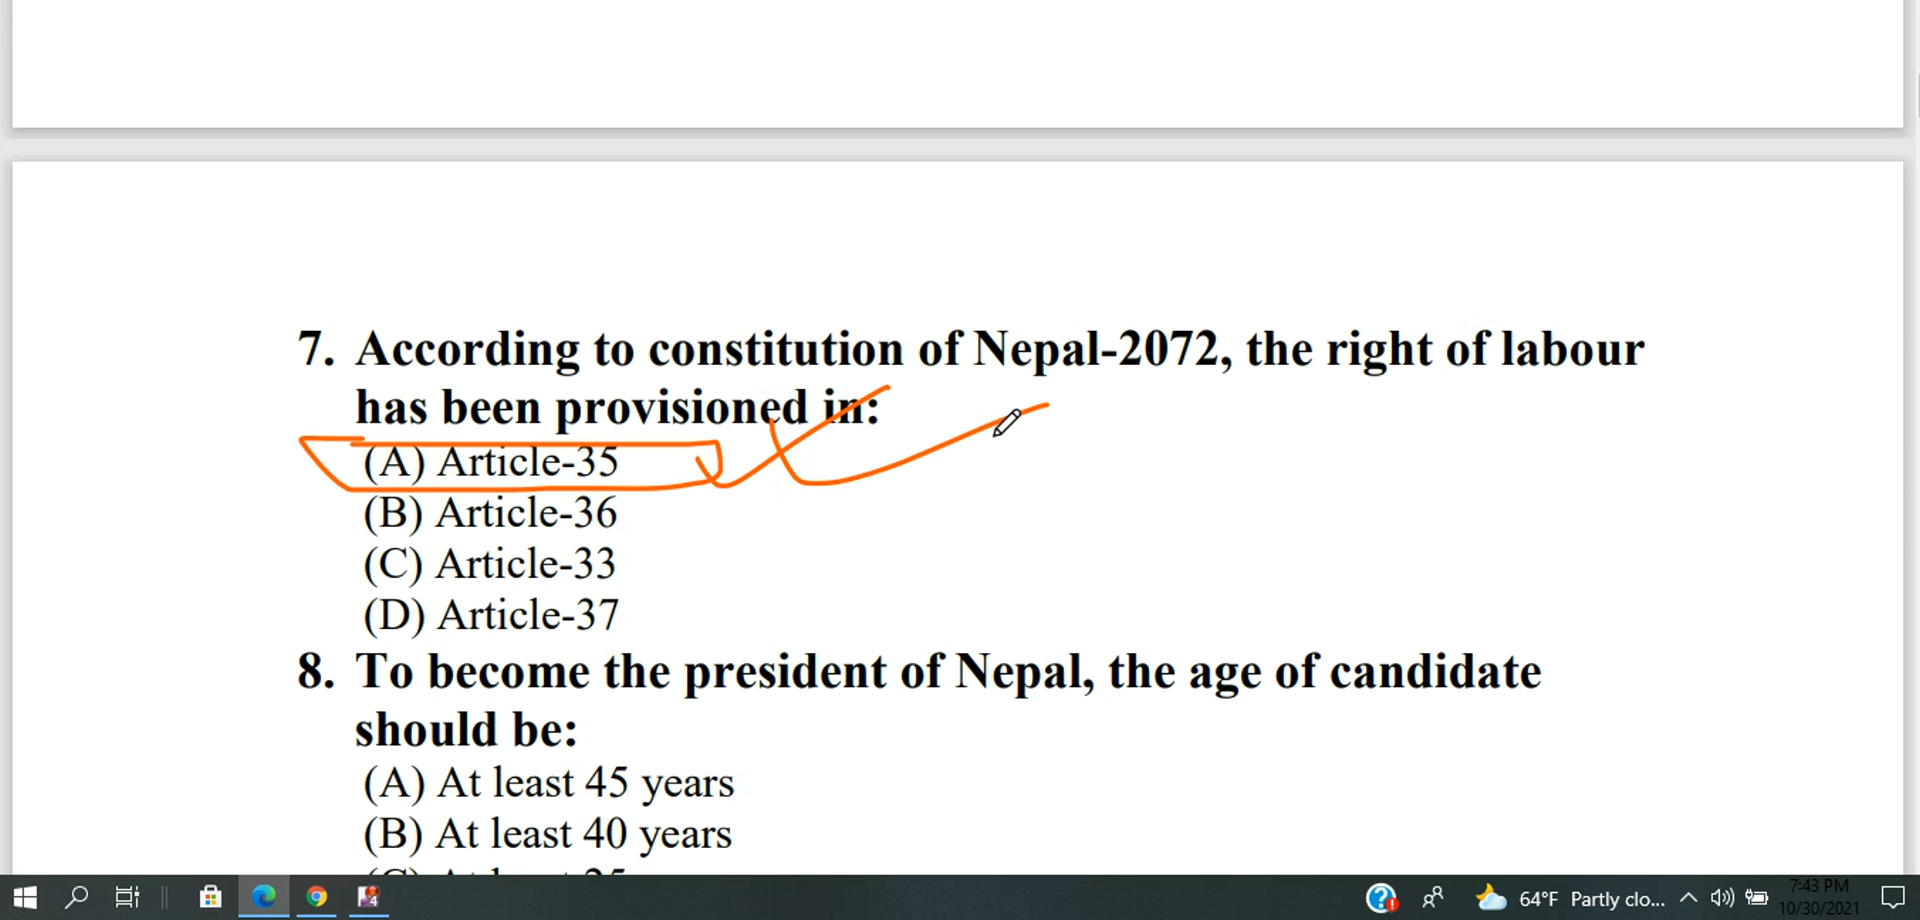 7. According to constitution of Nepal-2072, the right of labour
has been provisioned in:
(A) Article-35
(B) Article-36
(C) Article-33
(D) Article-37
8. To become the president of Nepal, the age of candidate
should be:
(A) At least 45 years
(B) At least 40 years
64°F Partly clo...
7:43 PM
10/30/2021